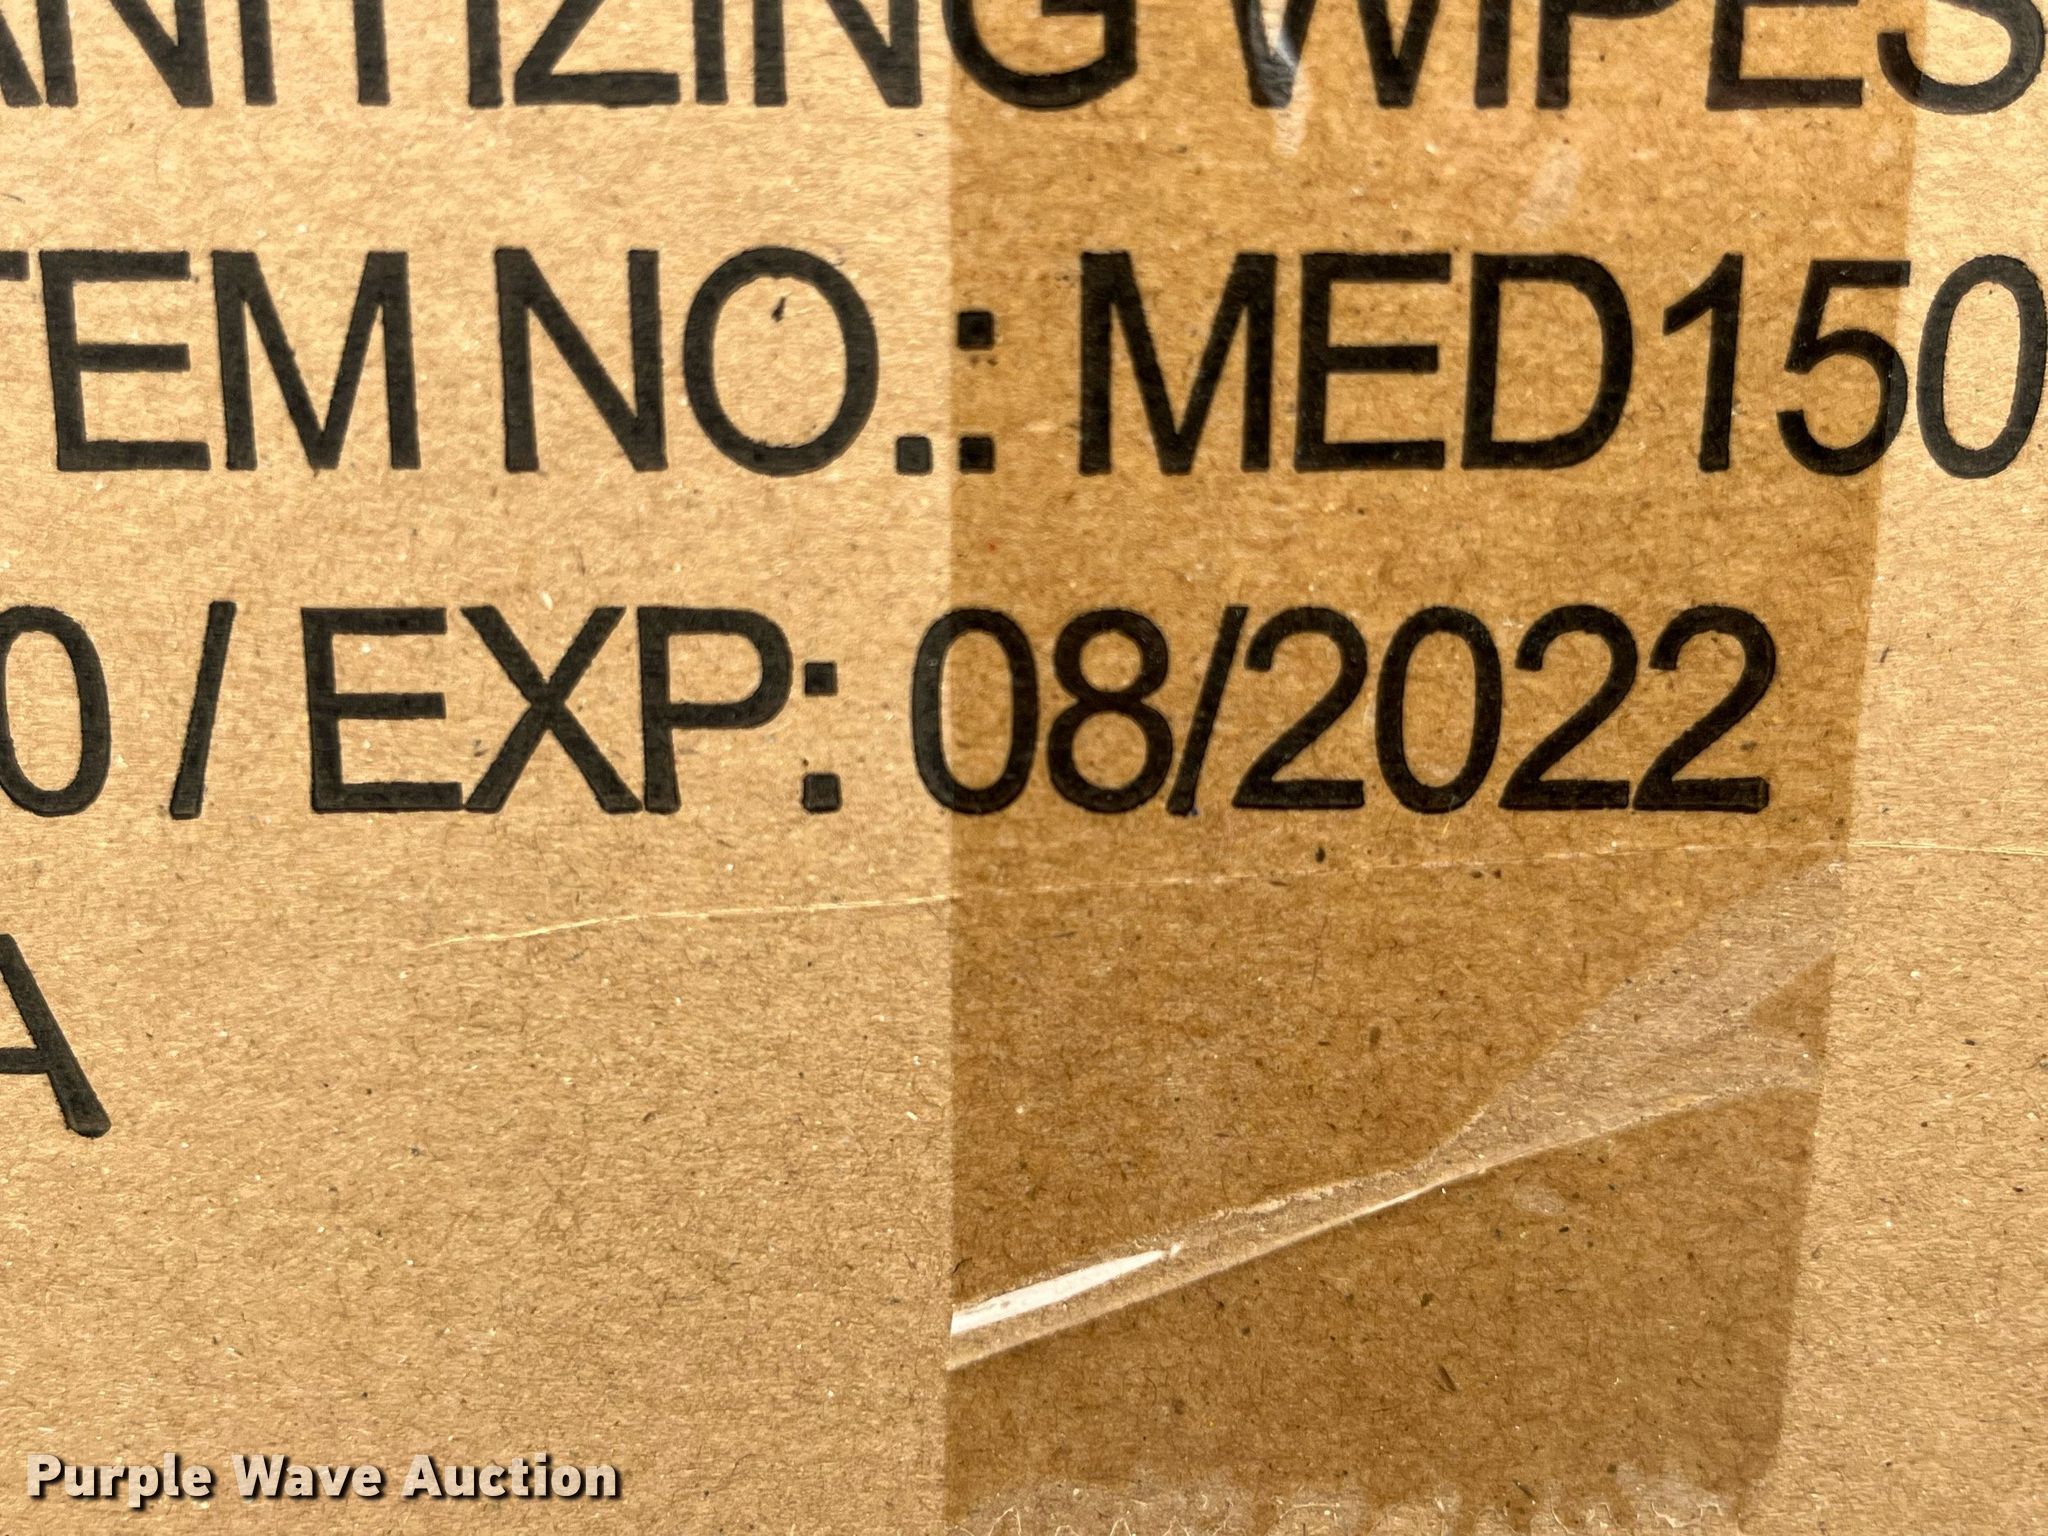 ANITIZING WIPES
TEM NO.: MED150
0 / EXP: 08/2022
A
Purple Wave Auction